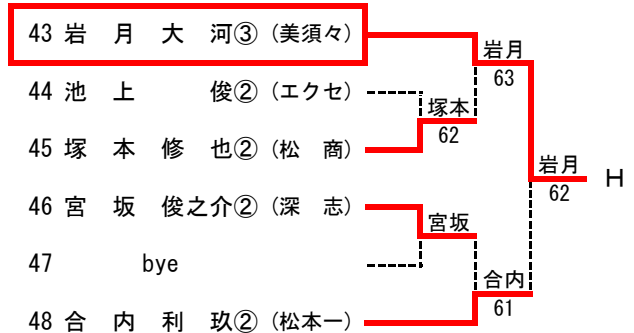 43 岩 月 大 河③ (美須々)
岩月
63
44 池 上 俊② (エクセ)
塚本
62
45 塚 本 修 也② (松 商)
岩月
62
H
46 宮 坂 俊之介② (深 志)
宮坂
47 bye
合内
61
48 合 内 利 玖② (松本一)